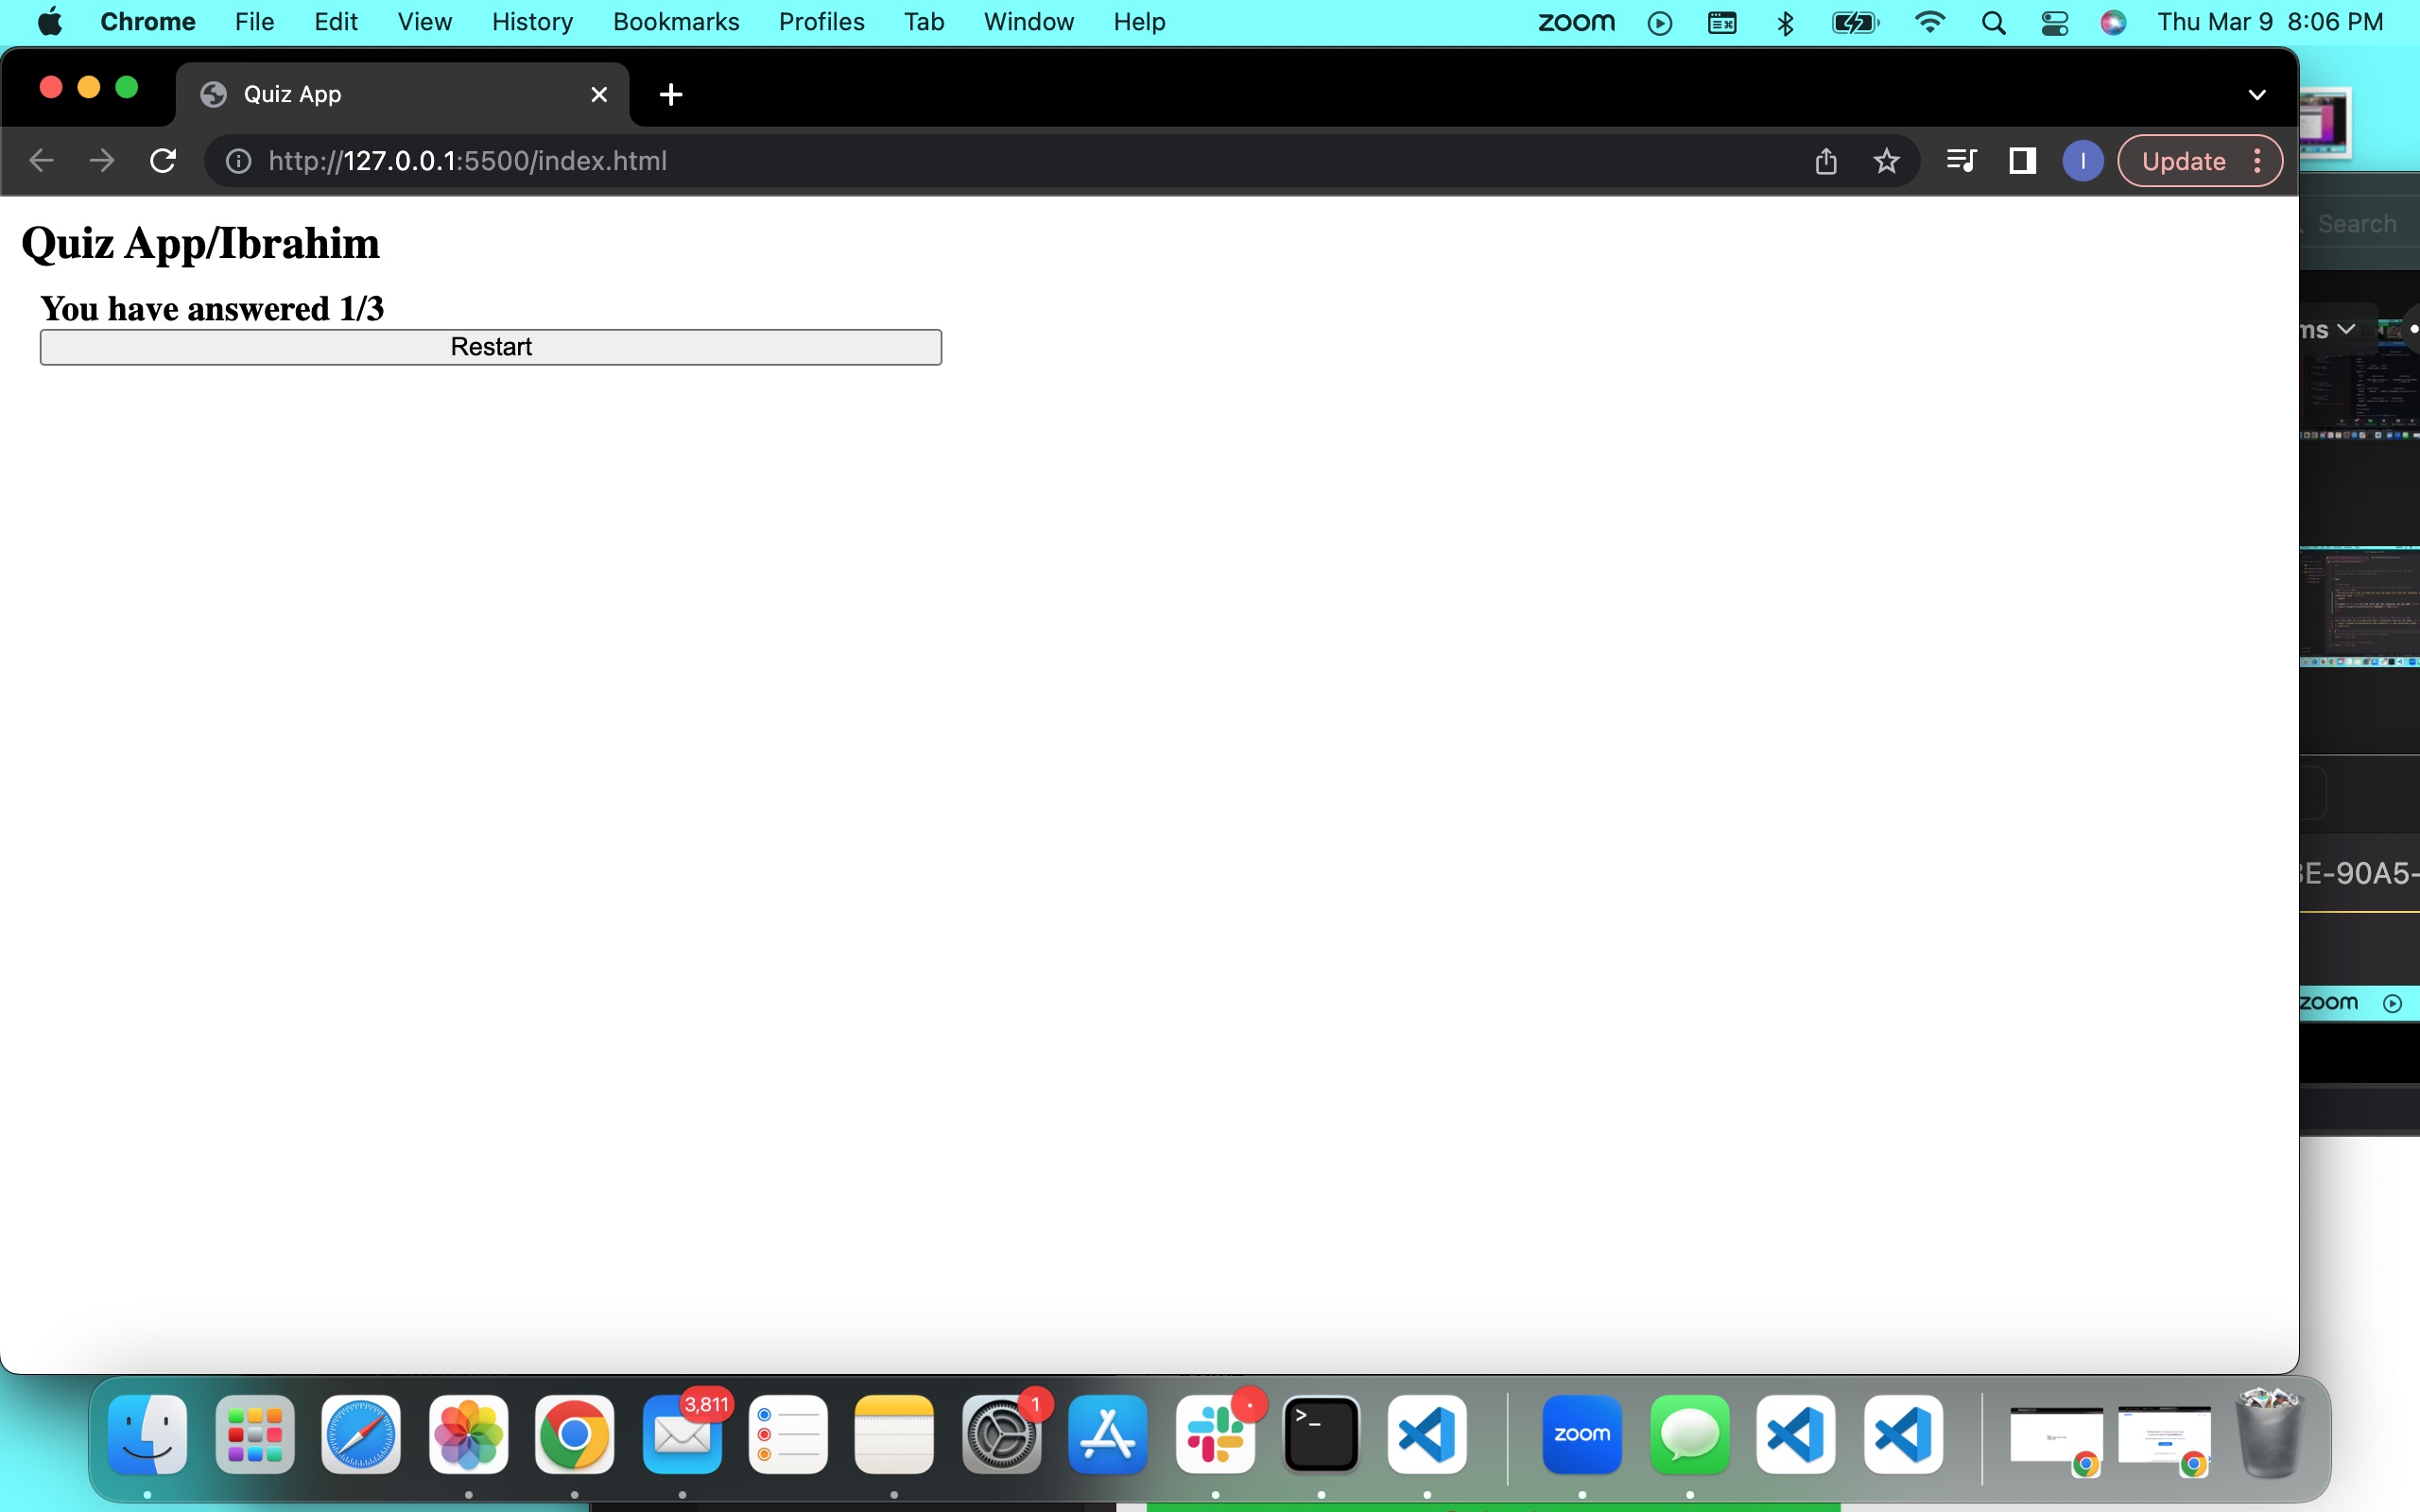 Chrome File Edit View History Bookmarks Profiles Tab Window Help zoom Thu Mar 9 8:06 PM
Quiz App
http://127.0.0.1:5500/index.html
I
Update
Search
Quiz App/Ibrahim
You have answered 1/3
ms
Restart
E-90A5-
zoom
3,811
1
>_
zoom